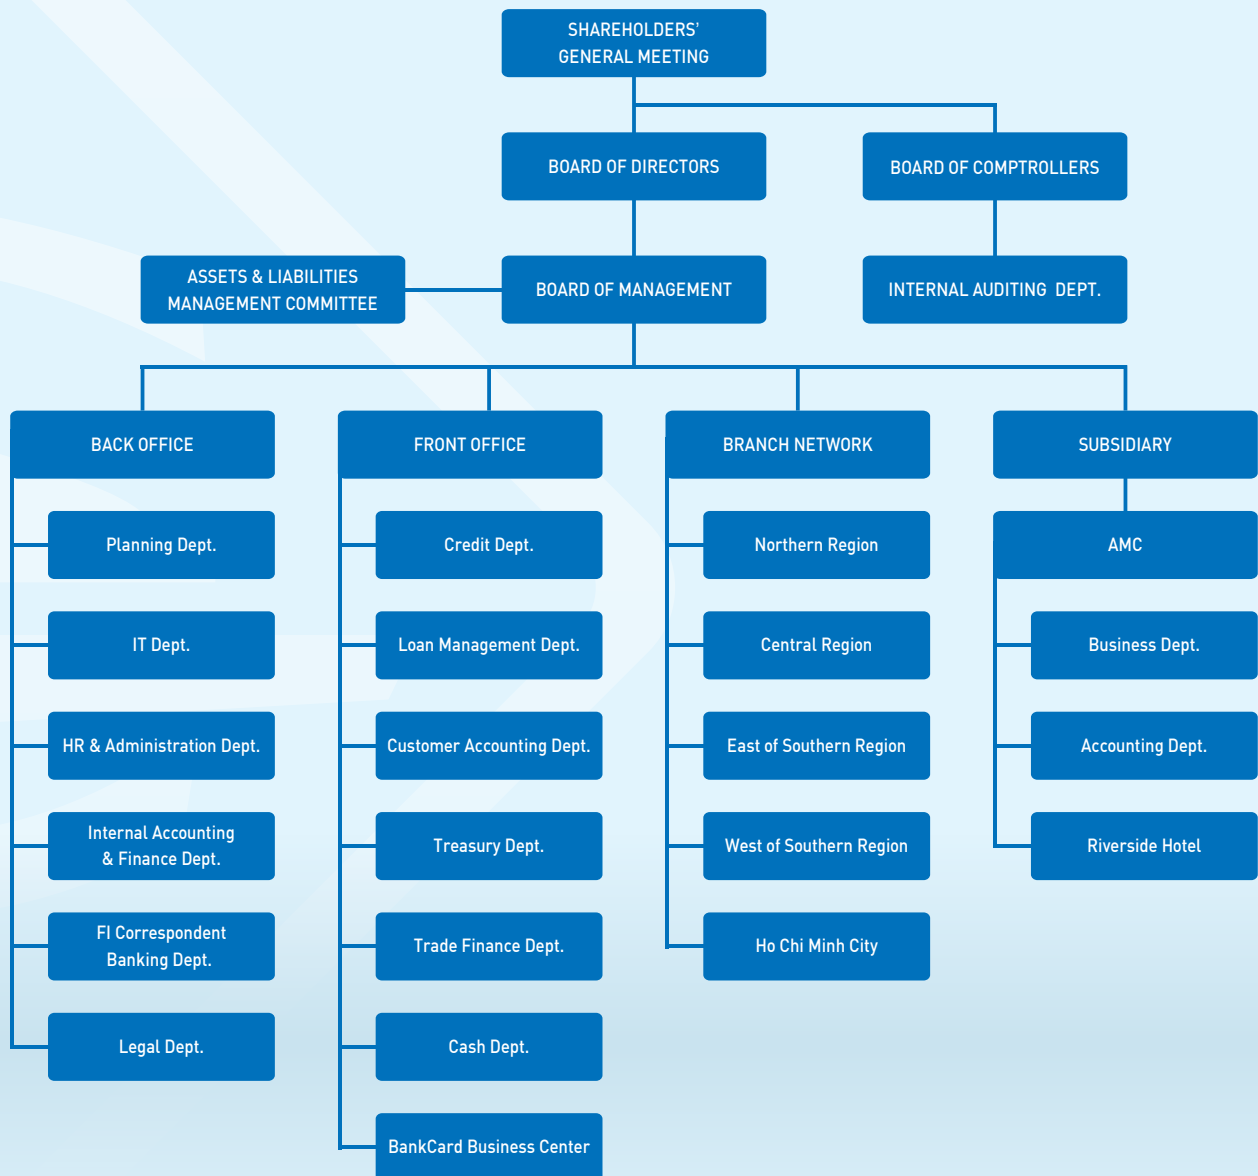 SHAREHOLDERS'
GENERAL MEETING
BOARD OF DIRECTORS
BOARD OF COMPTROLLERS
ASSETS & LIABILITIES
MANAGEMENT COMMITTEE
BOARD OF MANAGEMENT
INTERNAL AUDITING DEPT.
BACK OFFICE
FRONT OFFICE
BRANCH NETWORK
SUBSIDIARY
Planning Dept.
Credit Dept.
Northern Region
AMC
IT Dept.
Loan Management Dept.
Central Region
Business Dept.
HR & Administration Dept.
Customer Accounting Dept.
East of Southern Region
Accounting Dept.
Internal Accounting
& Finance Dept.
Treasury Dept.
West of Southern Region
Riverside Hotel
FI Correspondent
Banking Dept.
Trade Finance Dept.
Ho Chi Minh City
Legal Dept.
Cash Dept.
BankCard Business Center